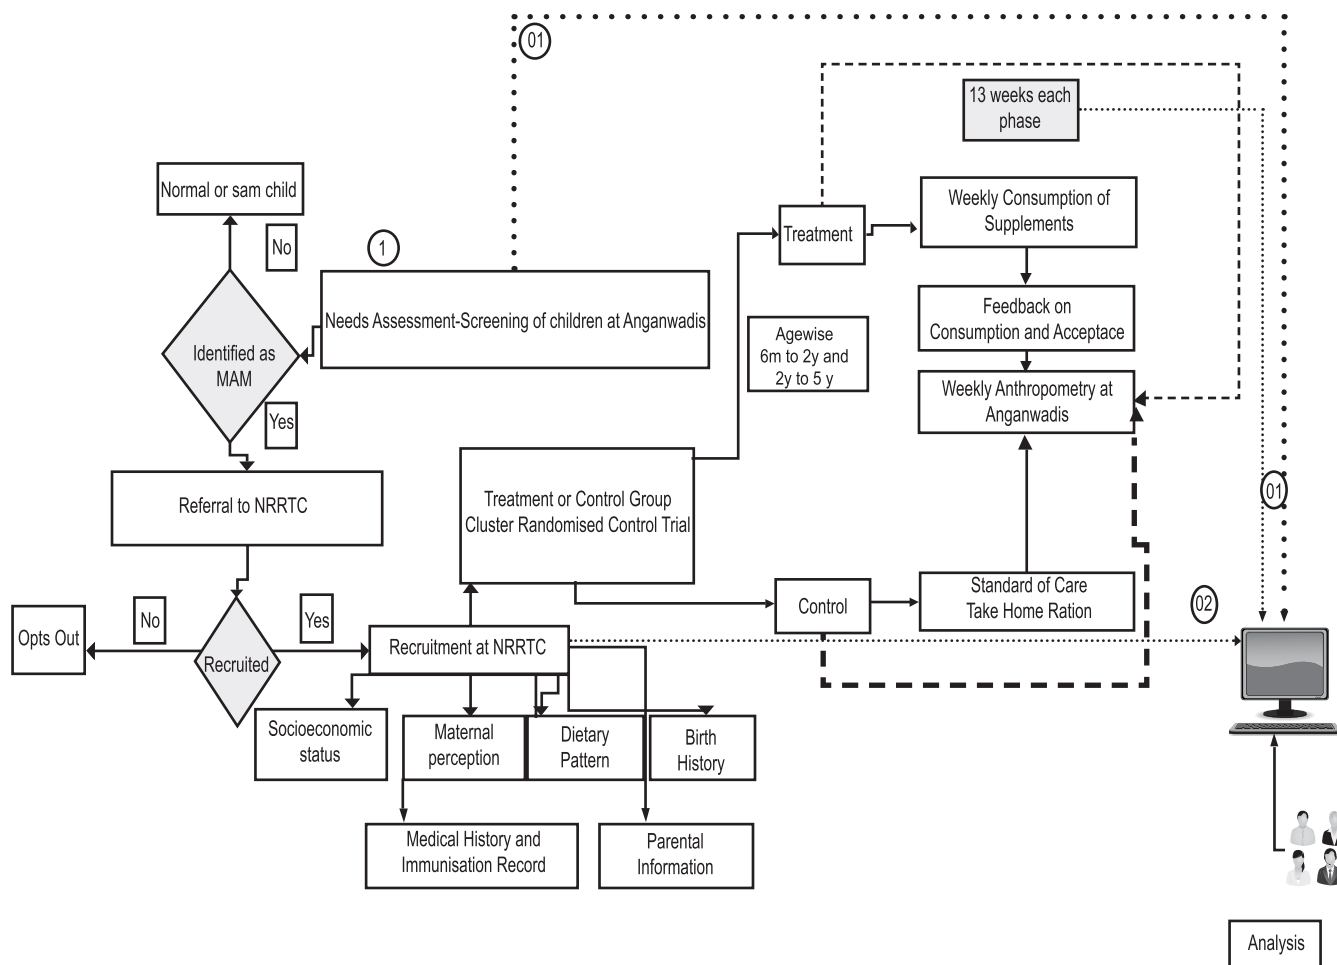 01
13 weeks each
phase
Normal or sam child
No
1
Weekly Consumption of
Supplements
Treatment
Needs Assessment-Screening of children at Anganwadis
Identified as
MAM
Yes
Feedback on
Consumption and Acceptace
Agewise
6m to 2y and
2y to 5 y
Weekly Anthropometry at
Anganwadis
Referral to NRRTC
Treatment or Control Group
Cluster Randomised Control Trial
01
No
Yes
Opts Out
Recruited
Recruitment at NRRTC
Control
Standard of Care
Take Home Ration
02
Socioeconomic
status
Maternal
perception
Dietary
Pattern
Birth
History
Medical History and
Immunisation Record
Parental
Information
Analysis